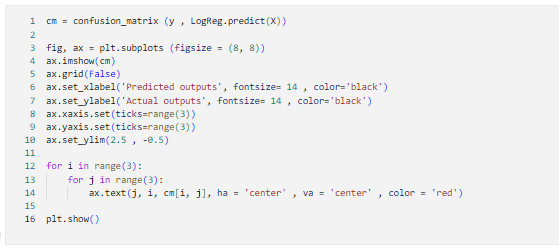 1 cm = confusion_matrix (y , LogReg.predict(X))
2
3 fig, ax = plt.subplots (figsize = (8, 8))
4 ax.imshow(cm)
5 ax.grid(False)
6 ax.set_xlabel('Predicted outputs', fontsize= 14 , color='black')
7 ax.set_ylabel('Actual outputs', fontsize= 14 , color='black')
8 ax.xaxis.set(ticks=range(3))
9 ax.yaxis.set(ticks=range(3))
10 ax.set_ylim(2.5 , -0.5)
11
12 for i in range(3):
13     for j in range(3):
14         ax.text(j, i, cm[i, j], ha = 'center' , va = 'center' , color = 'red')
15
16 plt.show()